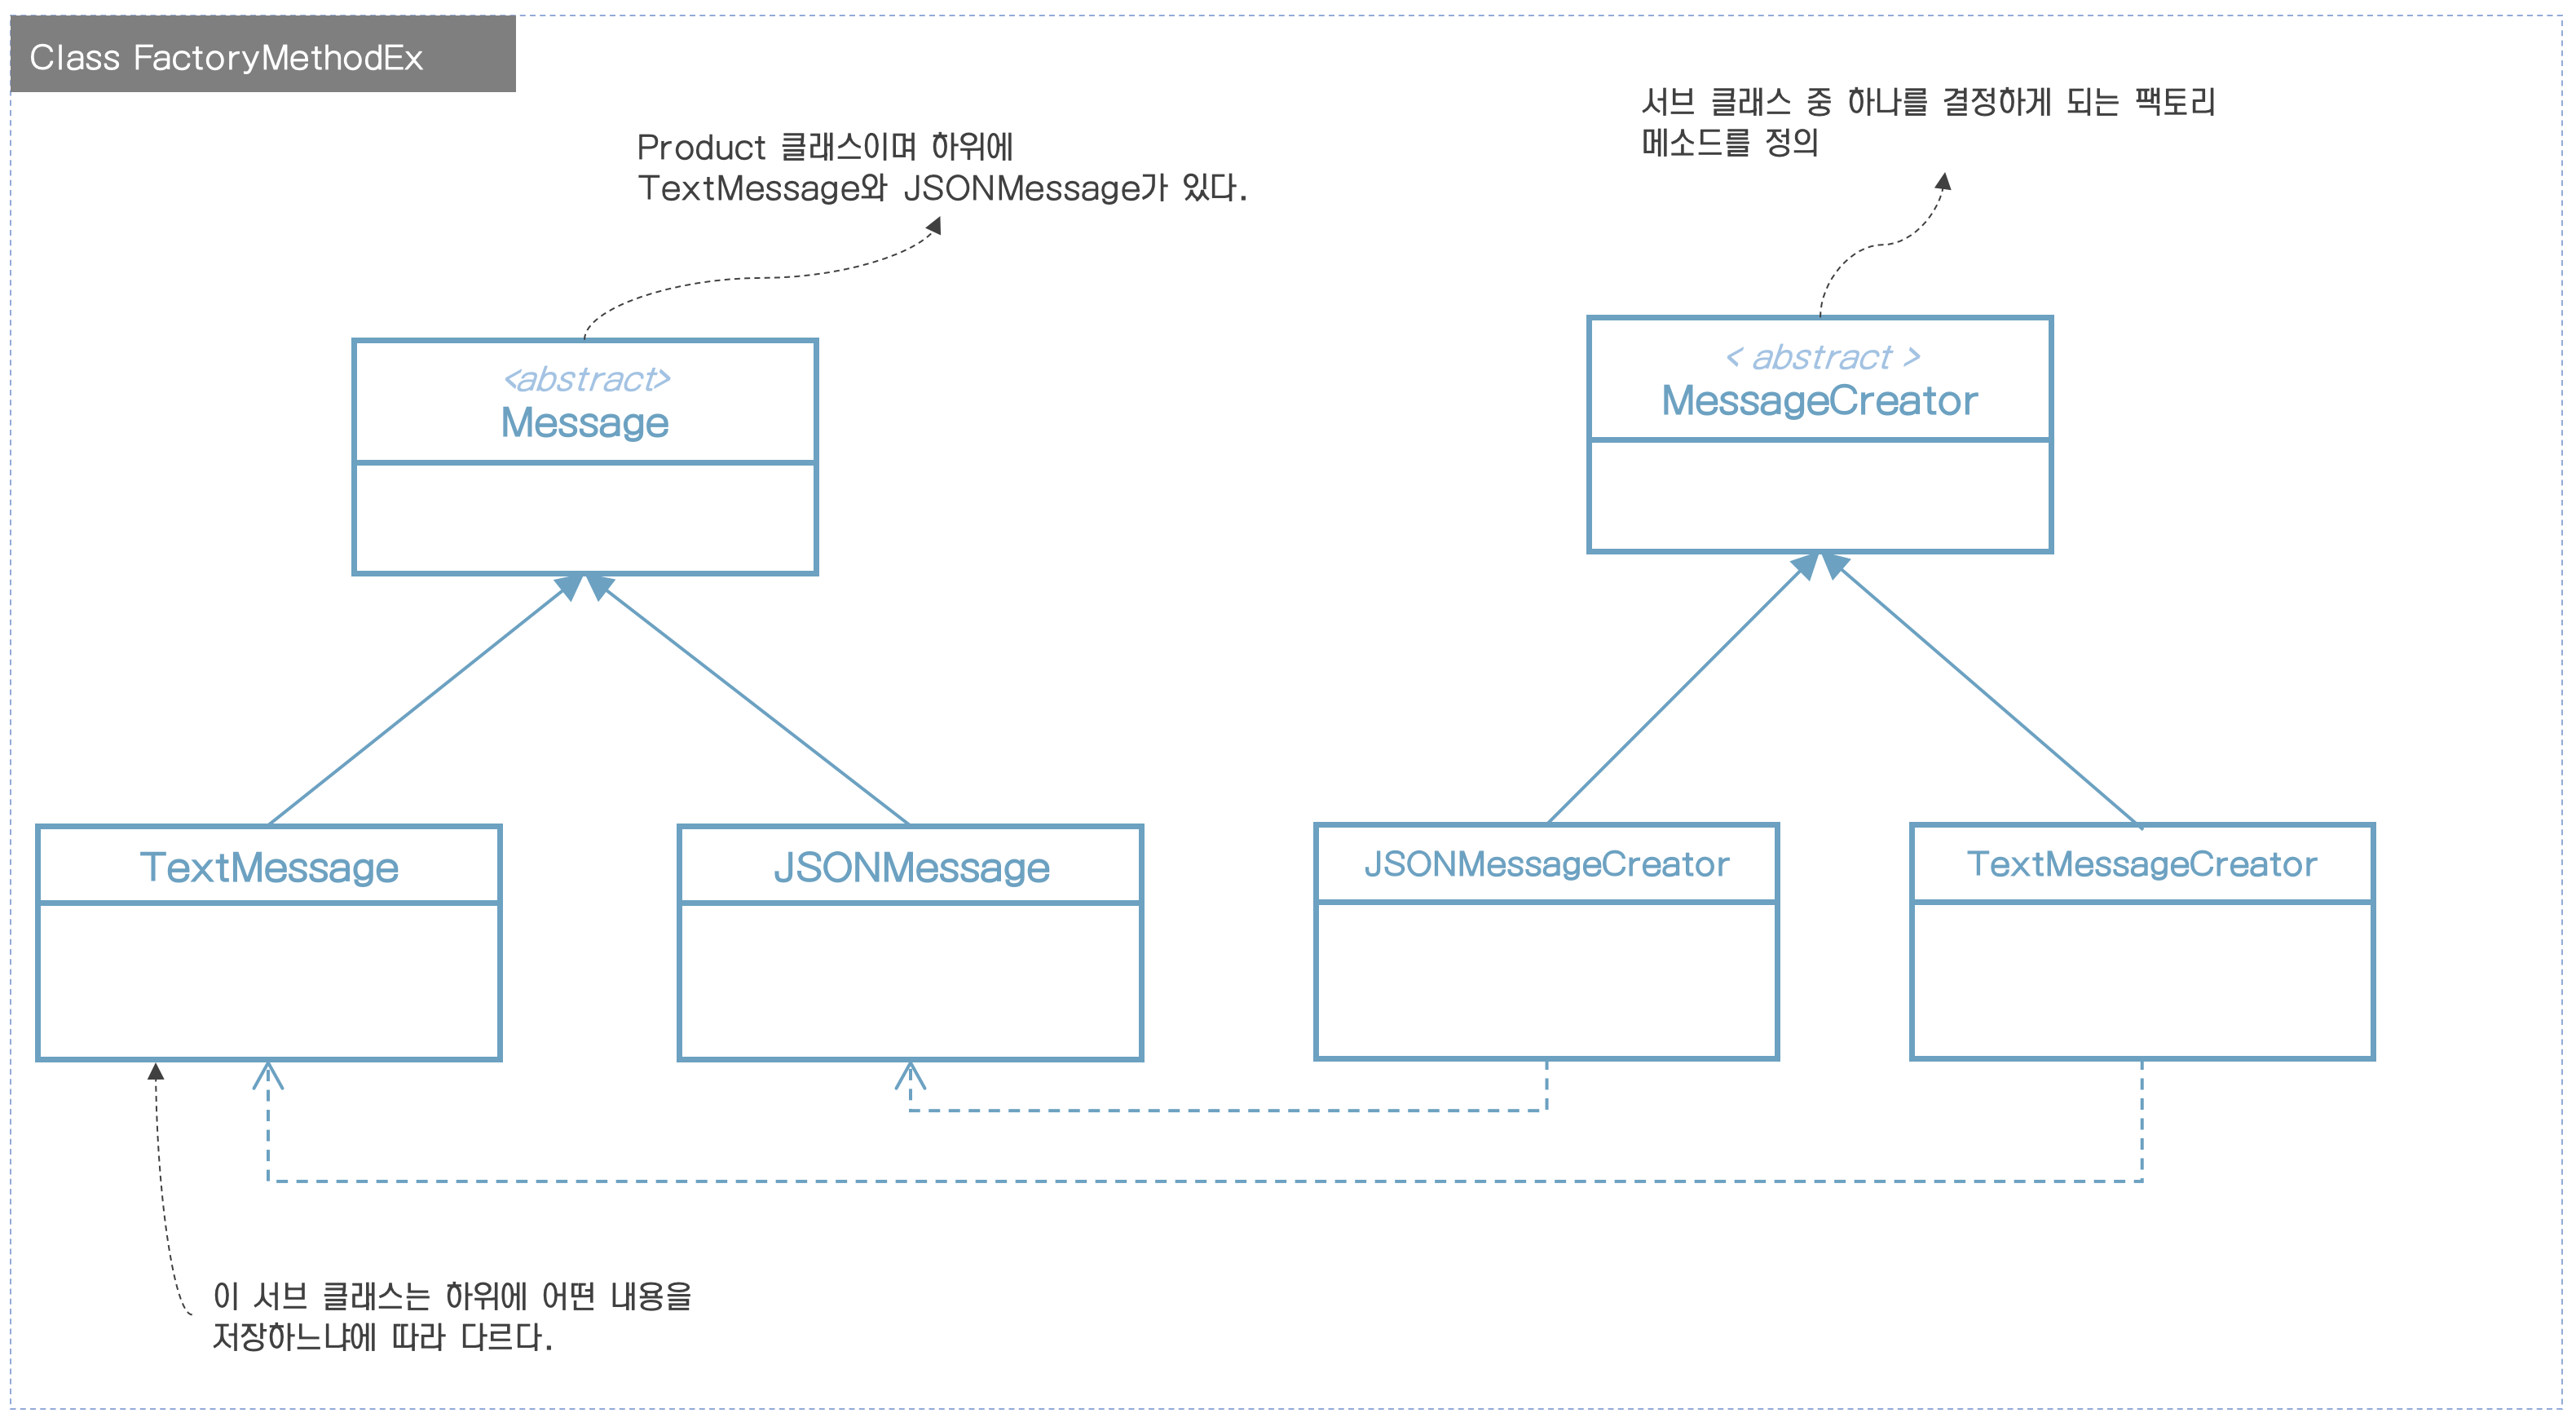 Class FactoryMethodEx
Product 클래스이며 하위에
TextMessage와 JSONMessage가 있다.
서브 클래스 중 하나를 결정하게 되는 팩토리
메소드를 정의
<abstract>
Message
< abstract >
MessageCreator
TextMessage
JSONMessage
JSONMessageCreator
TextMessageCreator
이 서브 클래스는 하위에 어떤 내용을
저장하느냐에 따라 다르다.